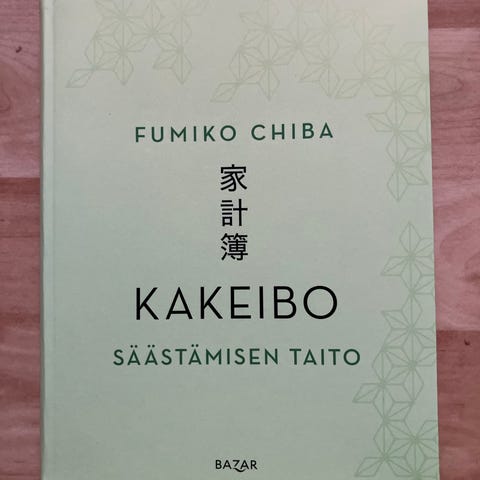 FUMIKO CHIBA
家
計
簿
KAKEIBO
SÄÄSTÄMISEN TAITO
BAZAR